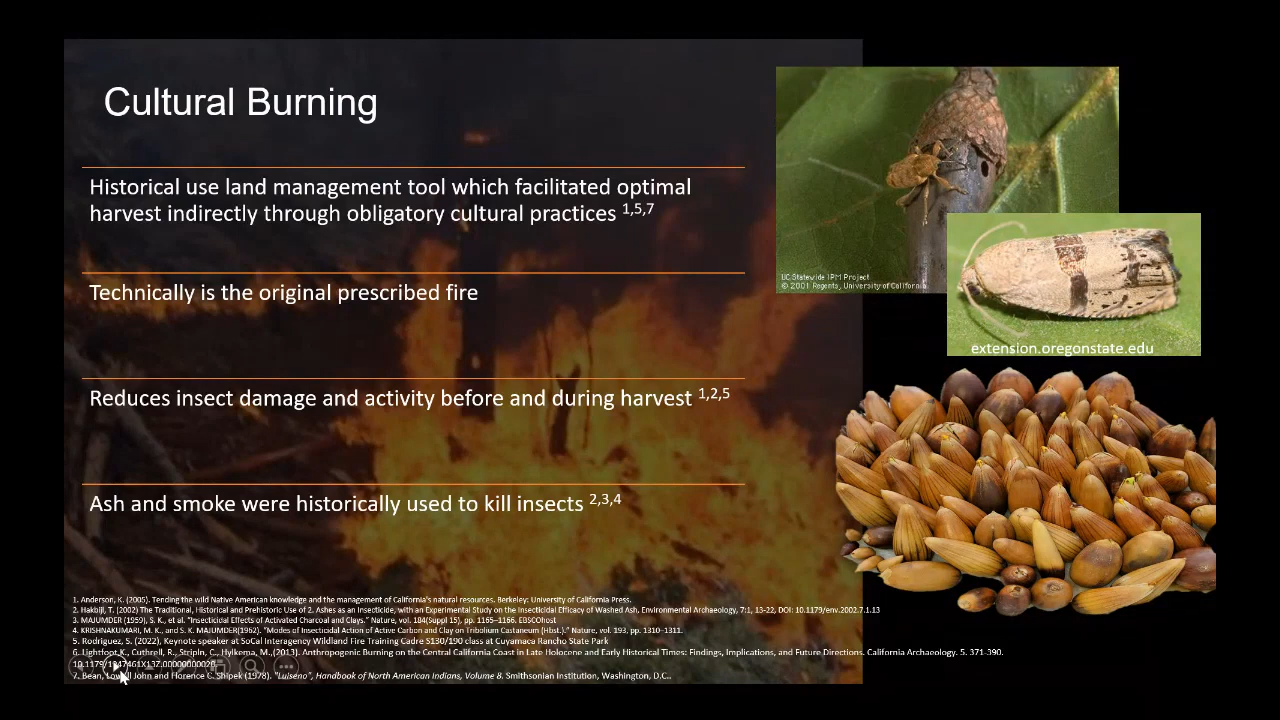 Cultural Burning
Historical use land management tool which facilitated optimal
harvest indirectly through obligatory cultural practices 1,5,7
Technically is the original prescribed fire
Reduces insect damage and activity before and during harvest 1,2,5
Ash and smoke were historically used to kill insects 2,3,4
UC Statewide IPM Project
© 2001 Regents, University of California
extension.oregonstate.edu
1. Anderson, K. (2005). Tending the wild Native American knowledge and the management of California's natural resources. Berkeley: University of California Press.
2. Hakbijl, T. (2002) The Traditional, Historical and Prehistoric Use of 2. Ashes as an Insecticide, with an Experimental Study on the Insecticidal Efficacy of Washed Ash, Environmental Archaeology, 7:1, 13-22, DOI: 10.1179/env.2002.7.1.13
3. MAJUMDER (1959), S. K., et al. "Insecticidal Effects of Activated Charcoal and Clays." Nature, vol. 184(Suppl 15), pp. 1165–1166. EBSCOhost
4. KRISHNAKUMARI, M. K., and S. K. MAJUMDER(1962). "Modes of Insecticidal Action of Active Carbon and Clay on Tribolium Castaneum (Hbst.)." Nature, vol. 193, pp. 1310–1311.
5. Rodriguez, S. (2022). Keynote speaker at SoCal Interagency Wildland Fire Training Cadre S130/190 class at Cuyamaca Rancho State Park
6. Lightfoot,K., Cuthrell, R., Stripln, C., Hylkema, M.,(2013). Anthropogenic Burning on the Central California Coast in Late Holocene and Early Historical Times: Findings, Implications, and Future Directions. California Archaeology. 5. 371-390.
7. Bean, John and Florence C. Shipek (1978). "Luiseno", Handbook of North American Indians, Volume 8. Smithsonian Institution, Washington, D.C..